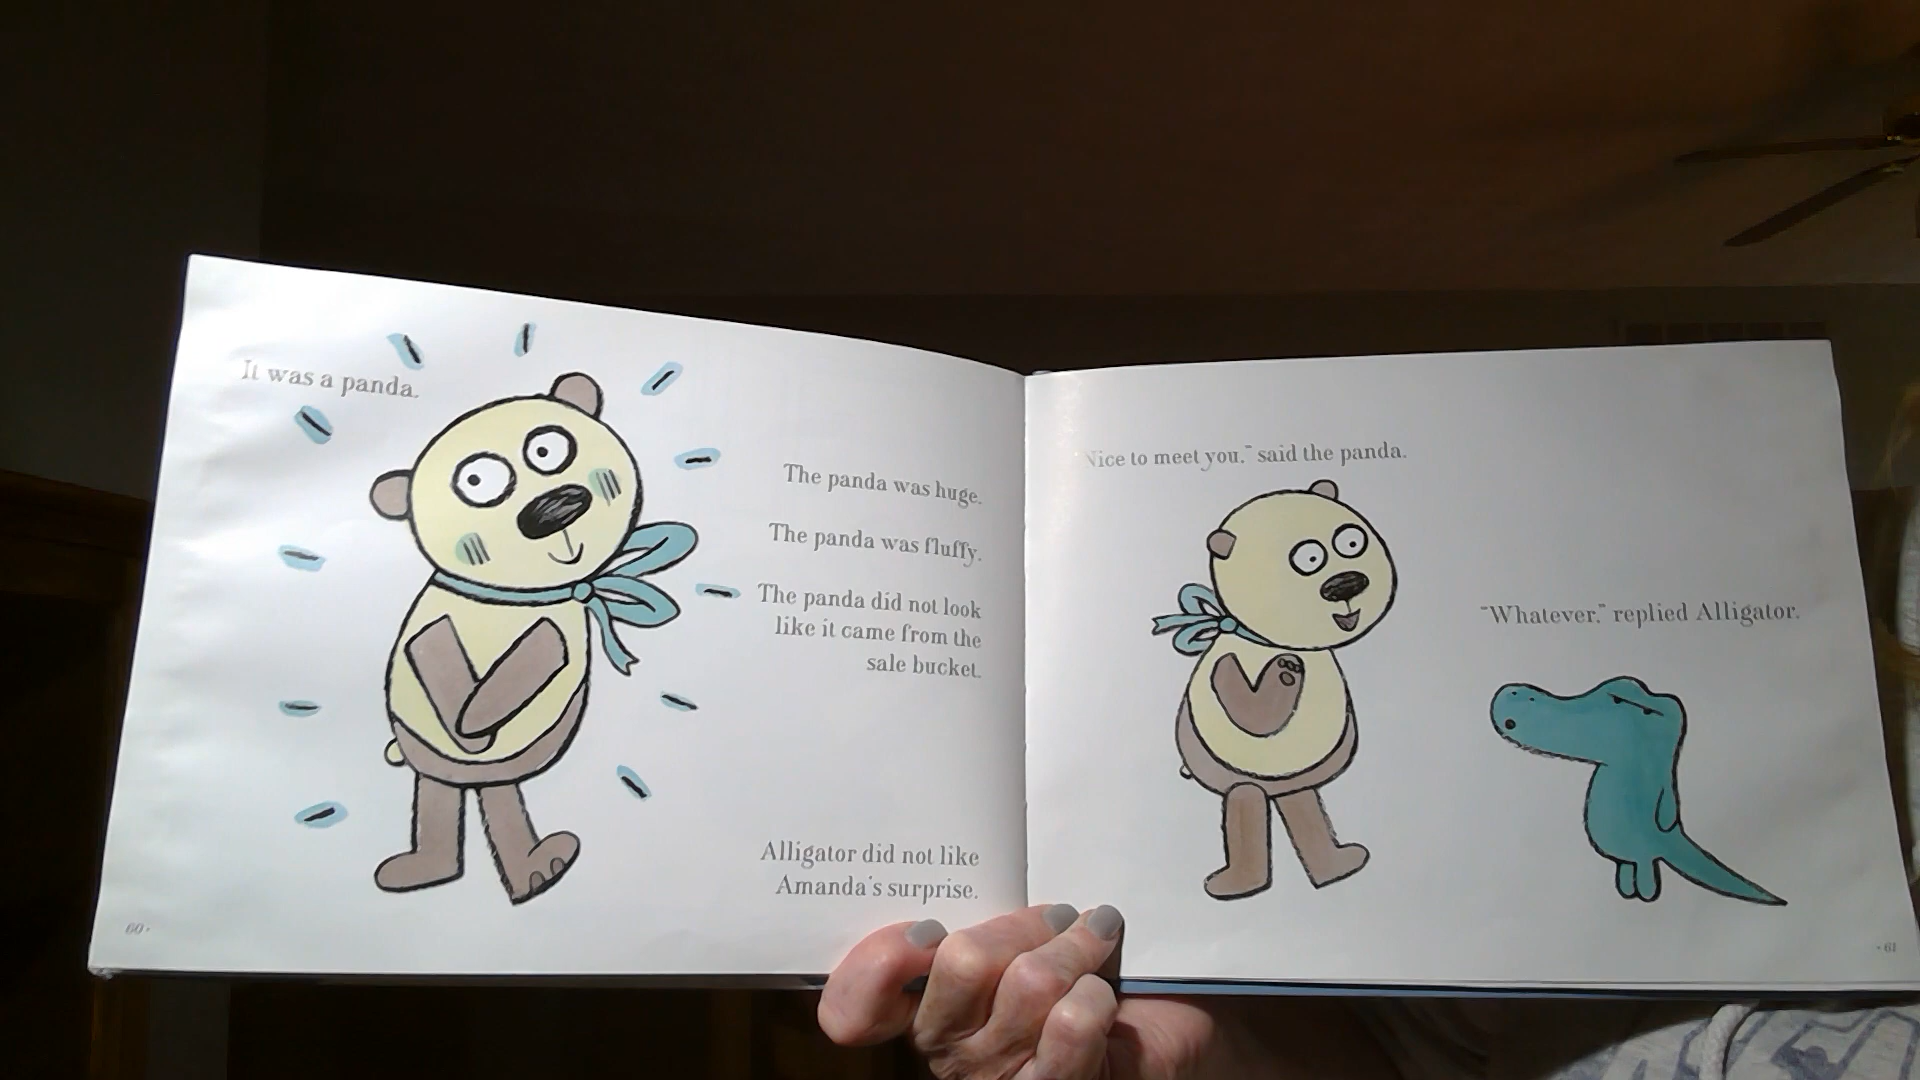 It was a panda.
The panda was huge.
The panda was fluffy.
The panda did not look
like it came from the
sale bucket.
Alligator did not like
Amanda's surprise.
60 •
Nice to meet you," said the panda.
"Whatever," replied Alligator.
• 61